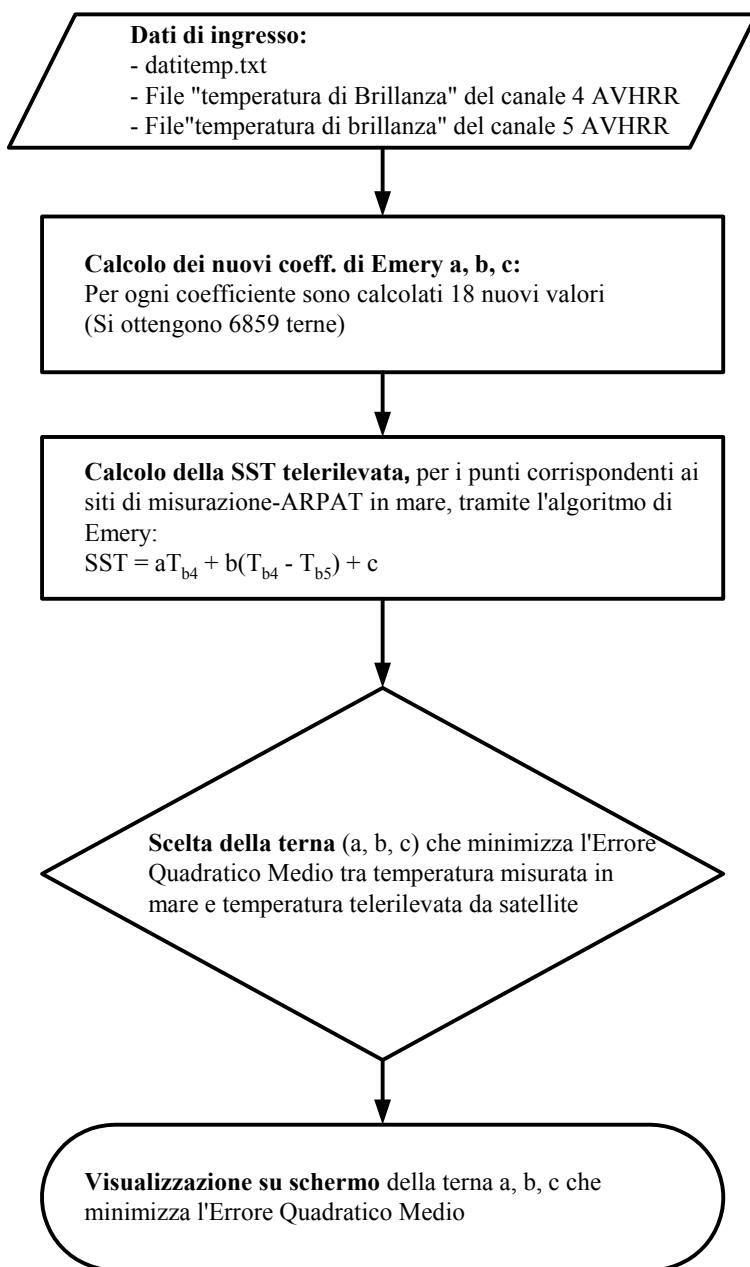 Dati di ingresso:
- datitemp.txt
- File "temperatura di Brillanza" del canale 4 AVHRR
- File"temperatura di brillanza" del canale 5 AVHRR
Calcolo dei nuovi coeff. di Emery a, b, c:
Per ogni coefficiente sono calcolati 18 nuovi valori
(Si ottengono 6859 terne)
Calcolo della SST telerilevata, per i punti corrispondenti ai
siti di misurazione-ARPAT in mare, tramite l'algoritmo di
Emery:
SST = aT_b4 + b(T_b4 - T_b5) + c
Scelta della terna (a, b, c) che minimizza l'Errore
Quadratico Medio tra temperatura misurata in
mare e temperatura telerilevata da satellite
Visualizzazione su schermo della terna a, b, c che
minimizza l'Errore Quadratico Medio